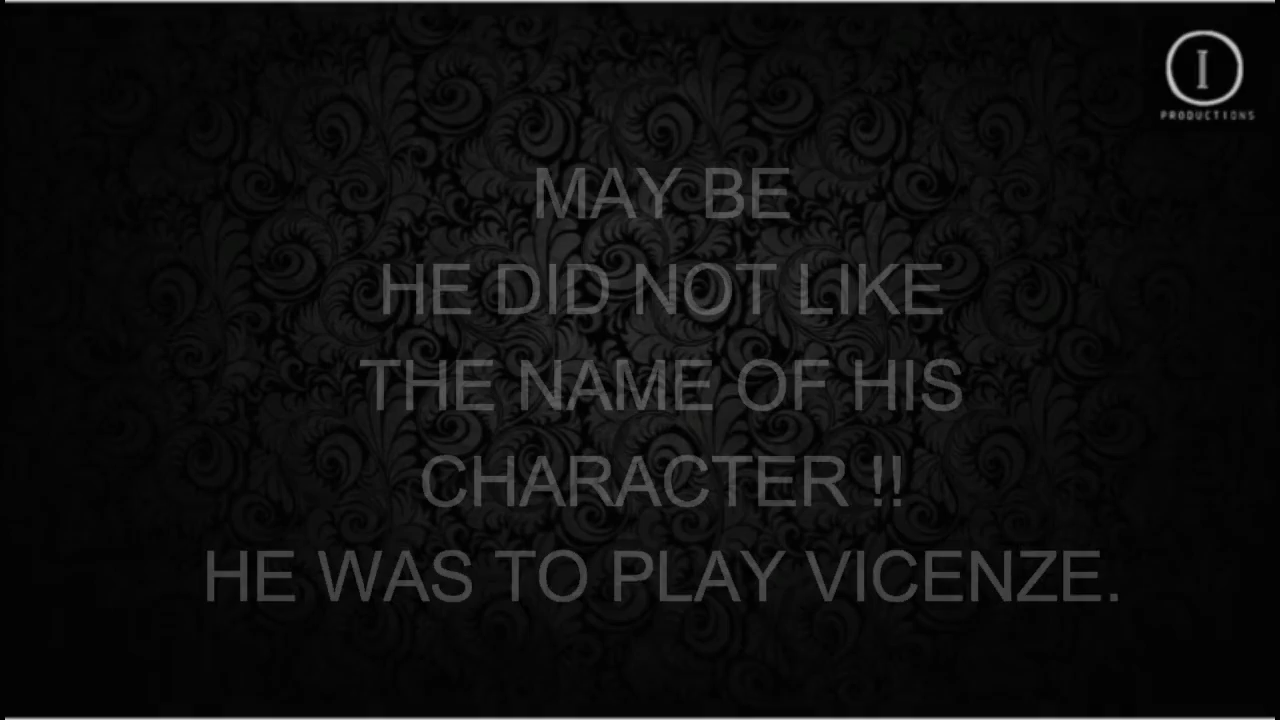 I
PRODUCTIONS
MAY BE
HE DID NOT LIKE
THE NAME OF HIS
CHARACTER !!
HE WAS TO PLAY VICENZE.